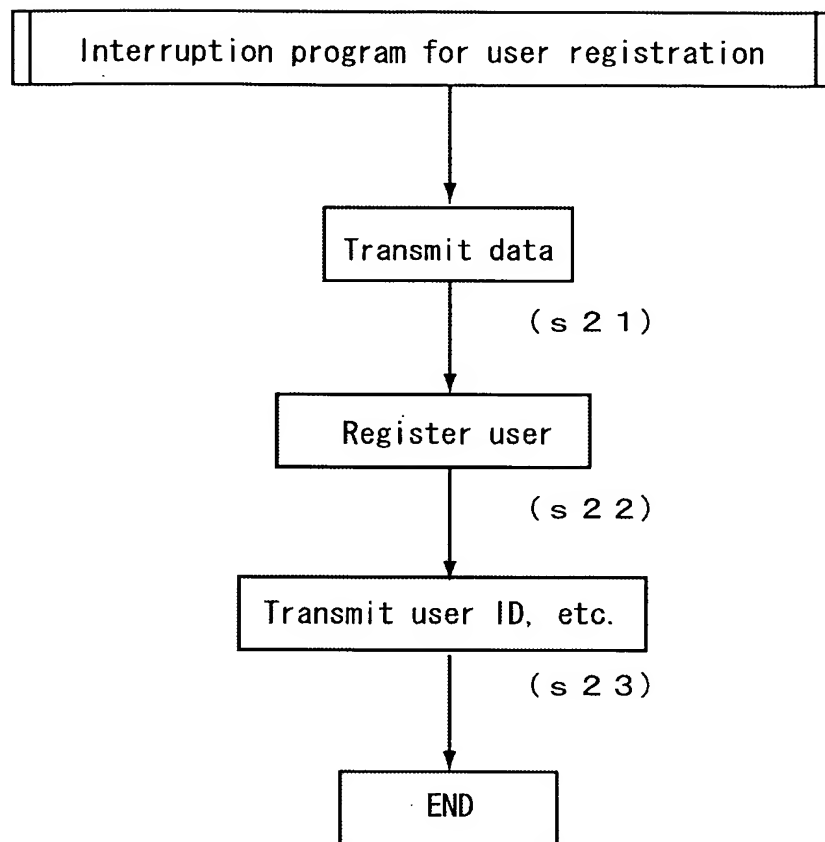 Interruption program for user registration
Transmit data
(s21)
Register user
(s22)
Transmit user ID, etc.
(s23)
END